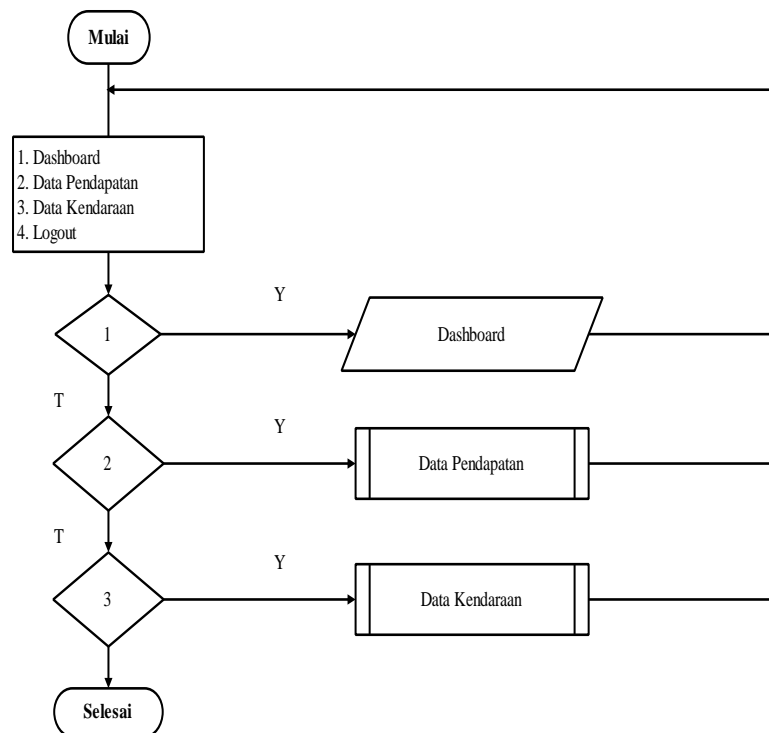 Mulai
1. Dashboard
2. Data Pendapatan
3. Data Kendaraan
4. Logout
Y
1
Dashboard
T
Y
2
Data Pendapatan
T
Y
3
Data Kendaraan
Selesai